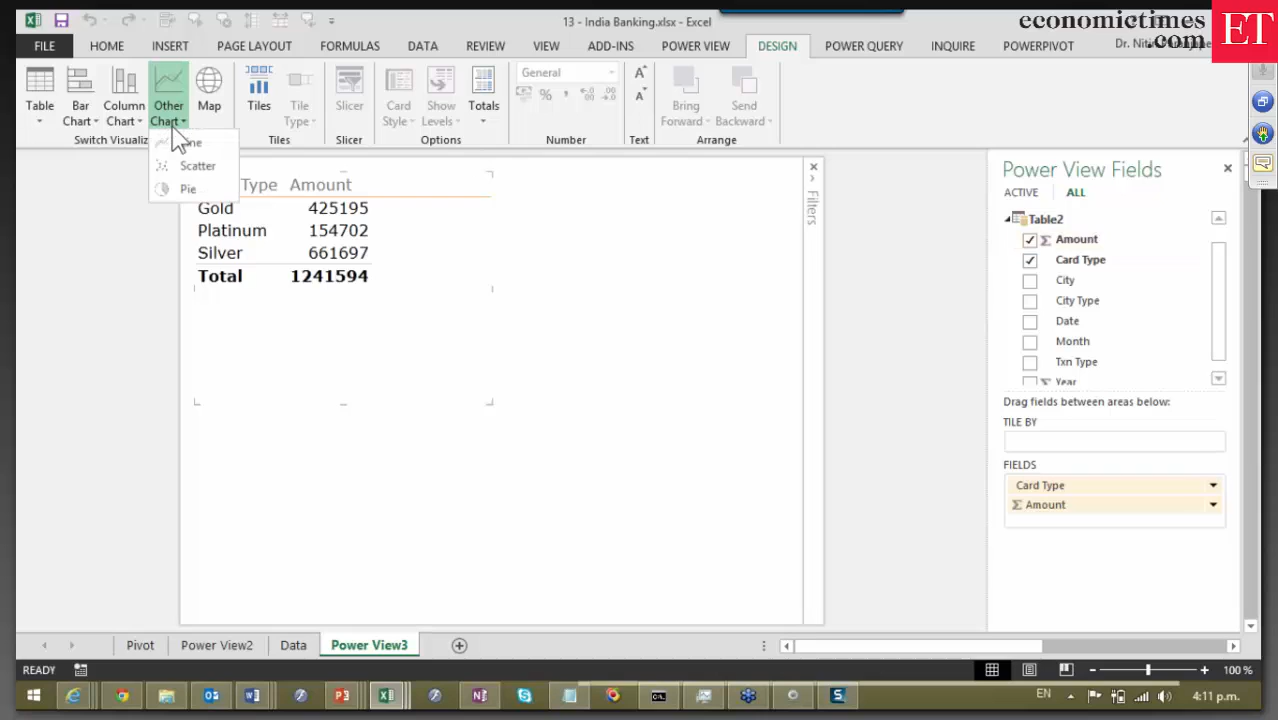 13 - India Banking.xlsx - Excel
economictimes
.com
ET
FILE HOME INSERT PAGE LAYOUT FORMULAS DATA REVIEW VIEW ADD-INS POWER VIEW DESIGN POWER QUERY INQUIRE POWERPIVOT
Table
Bar
Chart
Column
Chart
Other
Chart
Map
Tiles
Tile
Type
Slicer
Card
Style
Show
Levels
Totals
General
%
A
A
Bring
Forward
Send
Backward
Tiles Slicer Options Number Text Arrange
Scatter
Pie
Type Amount
Gold 425195
Platinum 154702
Silver 661697
Total 1241594
Filters
Power View Fields
ACTIVE ALL
Table2
Σ Amount
Card Type
City
City Type
Date
Month
Txn Type
Σ Year
Drag fields between areas below:
TILE BY
FIELDS
Card Type
Σ Amount
Pivot Power View2 Data Power View3
READY
100 %
EN
4:11 p.m.